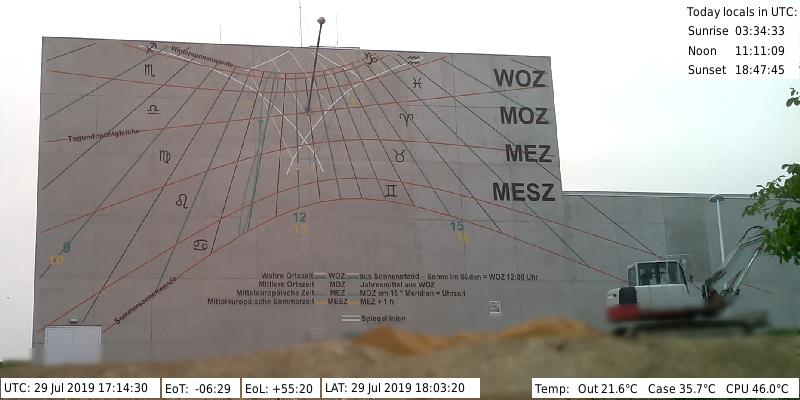 Today locals in UTC:
Sunrise 03:34:33
Noon 11:11:09
Sunset 18:47:45
Wintersonnenwende
WOZ
MOZ
Tagundnachtgleiche
MEZ
MESZ
12
13
15
9
10
Wahre Ortszeit WOZ aus Sonnenstand – Sonne im Süden = WOZ 12:00 Uhr
Mittlere Ortszeit MOZ Jahresmittel aus WOZ
Mitteleuropäische Zeit MEZ MOZ am 15° Meridian = Uhrzeit
Mitteleuropäische Sommerzeit MESZ MEZ + 1 h
Sommersonnenwende
Spiegellinien
UTC: 29 Jul 2019 17:14:30 EoT: -06:29 EoL: +55:20 LAT: 29 Jul 2019 18:03:20 Temp: Out 21.6°C Case 35.7°C CPU 46.0°C